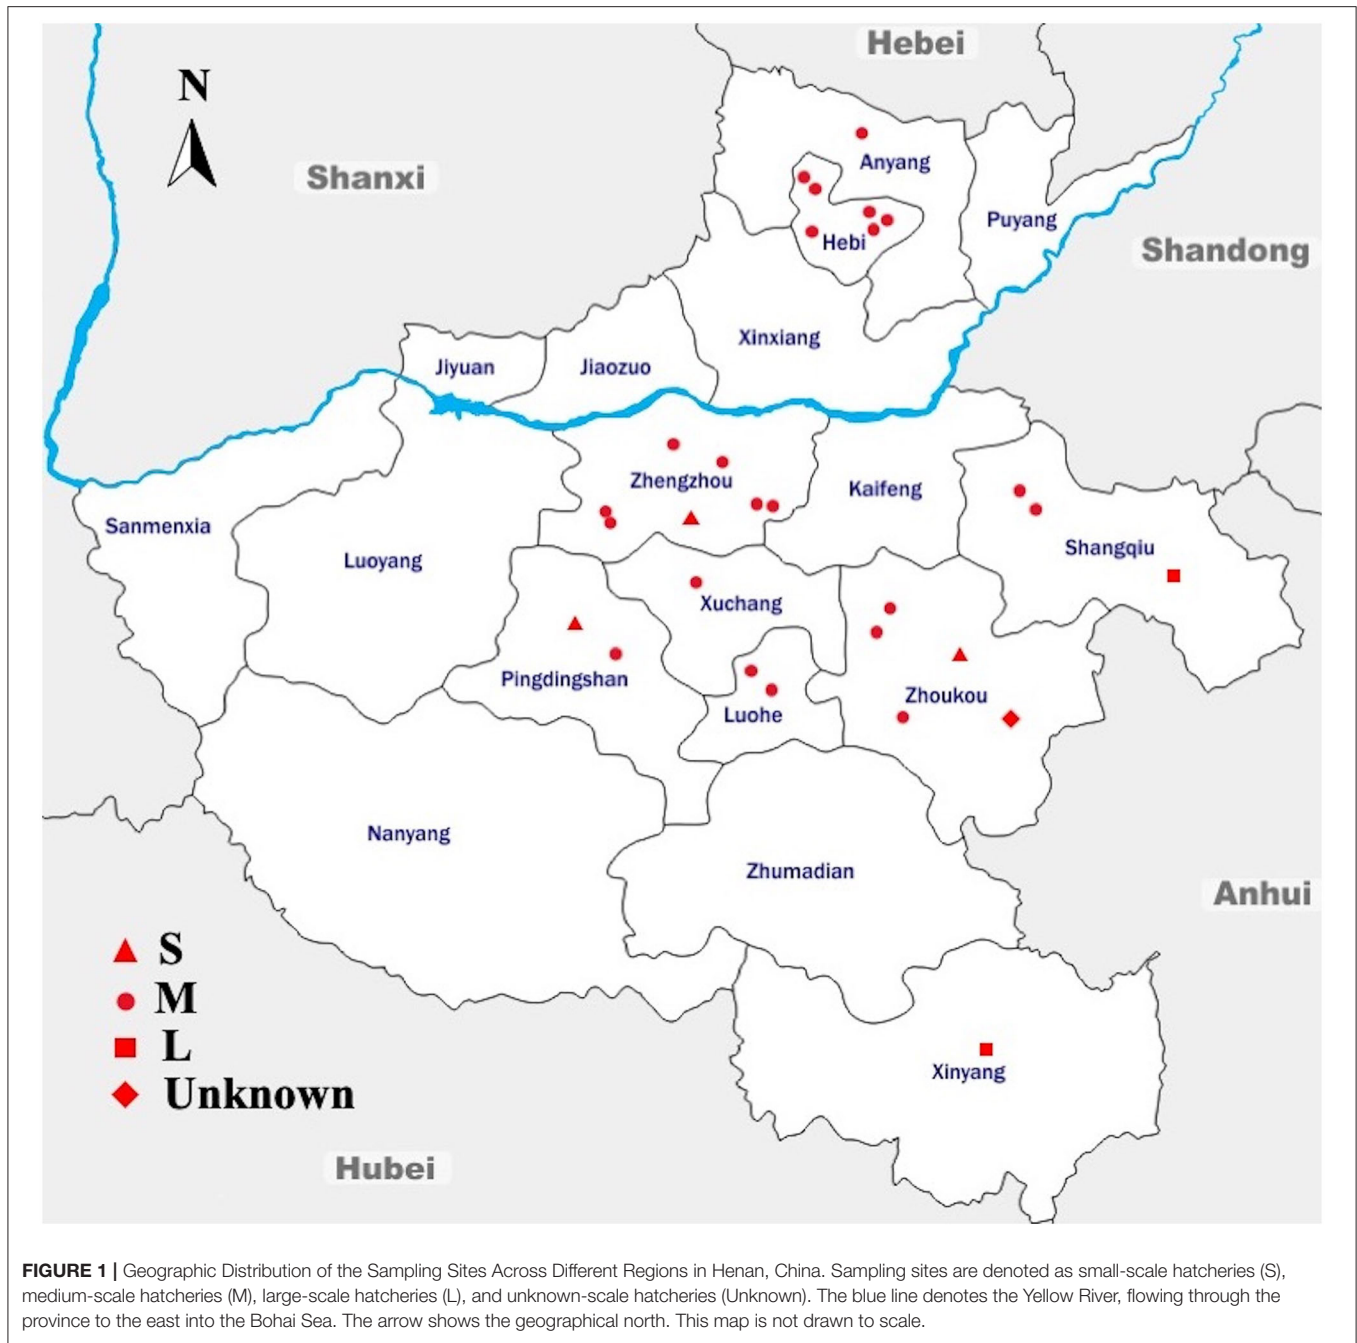 Hebei
N
Anyang
Shanxi
Puyang
Hebi
Shandong
Xinxiang
Jiyuan
Jiaozuo
Zhengzhou
Kaifeng
Sanmenxia
Shangqiu
Luoyang
Xuchang
Pingdingshan
Zhoukou
Luohe
Nanyang
Zhumadian
Anhui
S
M
L
Xinyang
Unknown
Hubei
FIGURE 1 | Geographic Distribution of the Sampling Sites Across Different Regions in Henan, China. Sampling sites are denoted as small-scale hatcheries (S),
medium-scale hatcheries (M), large-scale hatcheries (L), and unknown-scale hatcheries (Unknown). The blue line denotes the Yellow River, flowing through the
province to the east into the Bohai Sea. The arrow shows the geographical north. This map is not drawn to scale.